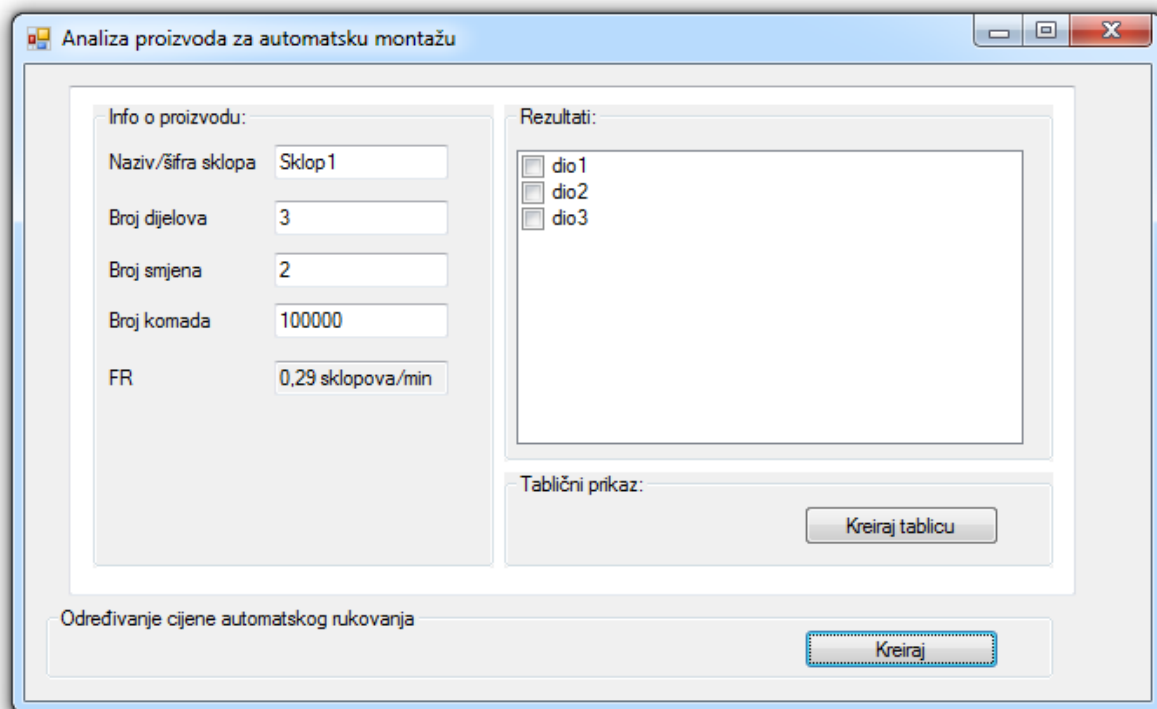 Analiza proizvoda za automatsku montažu
Info o proizvodu:
Naziv/šifra sklopa Sklop1
Broj dijelova 3
Broj smjena 2
Broj komada 100000
FR 0,29 sklopova/min
Rezultati:
dio1
dio2
dio3
Tablični prikaz:
Kreiraj tablicu
Određivanje cijene automatskog rukovanja
Kreiraj